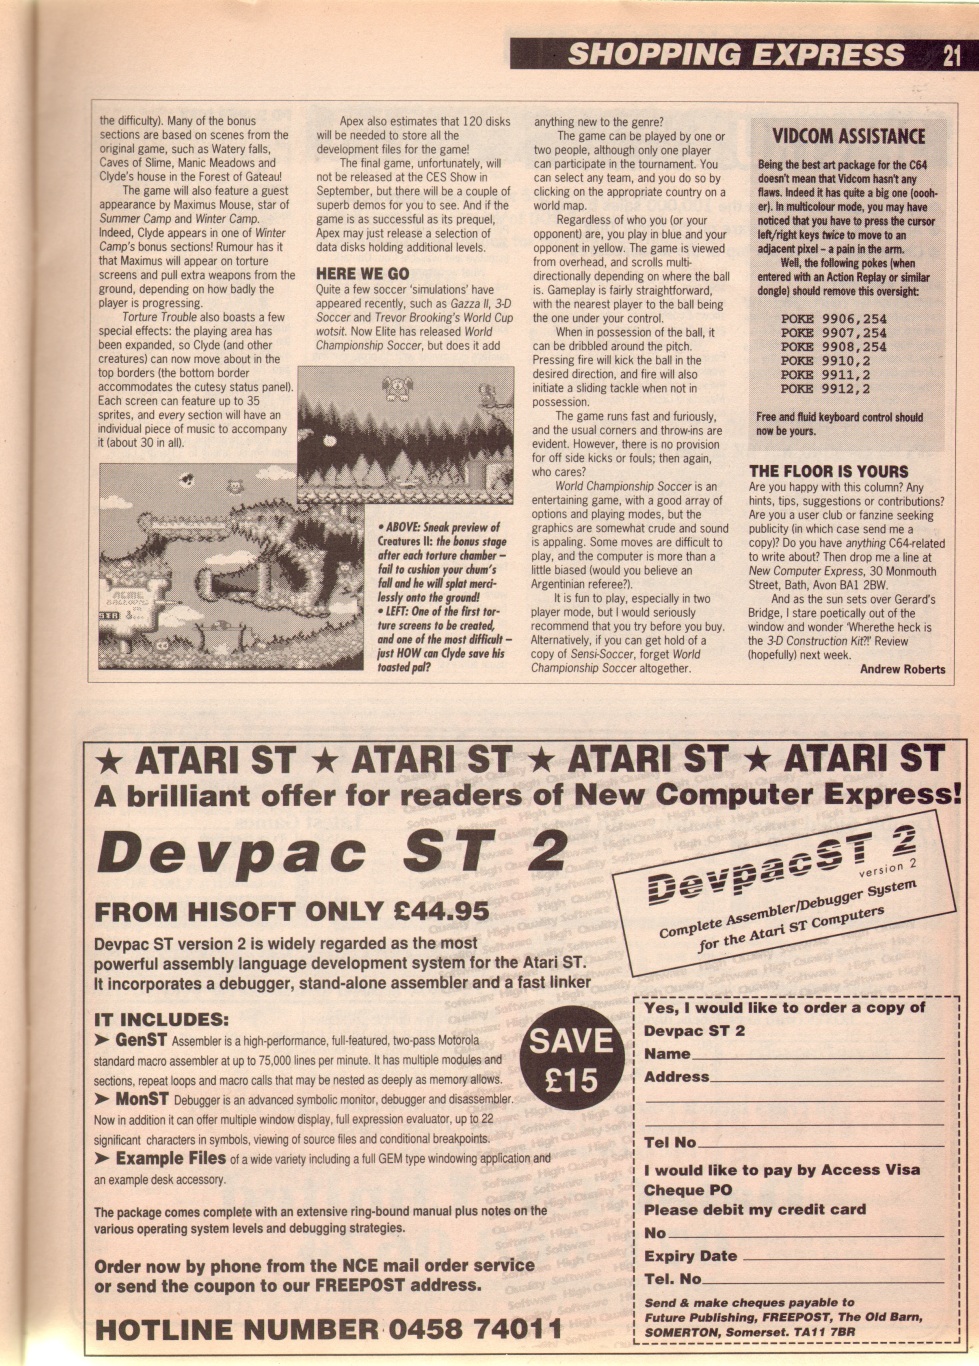 SHOPPING EXPRESS 21
the difficulty). Many of the bonus
sections are based on scenes from the
original game, such as Watery falls,
Caves of Slime, Manic Meadows and
Clyde's house in the Forest of Gateau!
The game will also feature a guest
appearance by Maximus Mouse, star of
Summer Camp and Winter Camp.
Indeed, Clyde appears in one of Winter
Camp's bonus sections! Rumour has it
that Maximus will appear on torture
screens and pull extra weapons from the
ground, depending on how badly the
player is progressing.
Torture Trouble also boasts a few
special effects: the playing area has
been expanded, so Clyde (and other
creatures) can now move about in the
top borders (the bottom border
accommodates the cutesy status panel).
Each screen can feature up to 35
sprites, and every section will have an
individual piece of music to accompany
it (about 30 in all).
Apex also estimates that 120 disks
will be needed to store all the
development files for the game!
The final game, unfortunately, will
not be released at the CES Show in
September, but there will be a couple of
superb demos for you to see. And if the
game is as successful as its prequel,
Apex may just release a selection of
data disks holding additional levels.
HERE WE GO
Quite a few soccer 'simulations' have
appeared recently, such as Gazza II, 3-D
Soccer and Trevor Brooking's World Cup
wotsit. Now Elite has released World
Championship Soccer, but does it add
• ABOVE: Sneak preview of
Creatures II: the bonus stage
after each torture chamber –
fail to cushion your chum's
fall and he will splat merci-
lessly onto the ground!
• LEFT: One of the first tor-
ture screens to be created,
and one of the most difficult –
just HOW can Clyde save his
toasted pal?
ACME
BALLOONS
anything new to the genre?
The game can be played by one or
two people, although only one player
can participate in the tournament. You
can select any team, and you do so by
clicking on the appropriate country on a
world map.
Regardless of who you (or your
opponent) are, you play in blue and your
opponent in yellow. The game is viewed
from overhead, and scrolls multi-
directionally depending on where the ball
is. Gameplay is fairly straightforward,
with the nearest player to the ball being
the one under your control.
When in possession of the ball, it
can be dribbled around the pitch.
Pressing fire will kick the ball in the
desired direction, and fire will also
initiate a sliding tackle when not in
possession.
The game runs fast and furiously,
and the usual corners and throw-ins are
evident. However, there is no provision
for off side kicks or fouls; then again,
who cares?
World Championship Soccer is an
entertaining game, with a good array of
options and playing modes, but the
graphics are somewhat crude and sound
is appaling. Some moves are difficult to
play, and the computer is more than a
little biased (would you believe an
Argentinian referee?).
It is fun to play, especially in two
player mode, but I would seriously
recommend that you try before you buy.
Alternatively, if you can get hold of a
copy of Sensi-Soccer, forget World
Championship Soccer altogether.
VIDCOM ASSISTANCE
Being the best art package for the C64
doesn't mean that Vidcom hasn't any
flaws. Indeed it has quite a big one (oooh-
er). In multicolour mode, you may have
noticed that you have to press the cursor
left/right keys twice to move to an
adjacent pixel – a pain in the arm.
Well, the following pokes (when
entered with an Action Replay or similar
dongle) should remove this oversight:
POKE 9906,254
POKE 9907,254
POKE 9908,254
POKE 9910,2
POKE 9911,2
POKE 9912,2
Free and fluid keyboard control should
now be yours.
THE FLOOR IS YOURS
Are you happy with this column? Any
hints, tips, suggestions or contributions?
Are you a user club or fanzine seeking
publicity (in which case send me a
copy)? Do you have anything C64-related
to write about? Then drop me a line at
New Computer Express, 30 Monmouth
Street, Bath, Avon BA1 2BW.
And as the sun sets over Gerard's
Bridge, I stare poetically out of the
window and wonder 'Wherethe heck is
the 3-D Construction Kit?!' Review
(hopefully) next week.
Andrew Roberts
★ ATARI ST ★ ATARI ST ★ ATARI ST ★ ATARI ST
A brilliant offer for readers of New Computer Express!
Devpac ST 2
FROM HISOFT ONLY £44.95
Devpac ST version 2 is widely regarded as the most
powerful assembly language development system for the Atari ST.
It incorporates a debugger, stand-alone assembler and a fast linker
DevpacST 2
version 2
Complete Assembler/Debugger System
for the Atari ST Computers
IT INCLUDES:
➤ GenST Assembler is a high-performance, full-featured, two-pass Motorola
standard macro assembler at up to 75,000 lines per minute. It has multiple modules and
sections, repeat loops and macro calls that may be nested as deeply as memory allows.
➤ MonST Debugger is an advanced symbolic monitor, debugger and disassembler.
Now in addition it can offer multiple window display, full expression evaluator, up to 22
significant characters in symbols, viewing of source files and conditional breakpoints.
➤ Example Files of a wide variety including a full GEM type windowing application and
an example desk accessory.
The package comes complete with an extensive ring-bound manual plus notes on the
various operating system levels and debugging strategies.
Order now by phone from the NCE mail order service
or send the coupon to our FREEPOST address.
HOTLINE NUMBER 0458 74011
SAVE
£15
Yes, I would like to order a copy of
Devpac ST 2
Name
Address
Tel No
I would like to pay by Access Visa
Cheque PO
Please debit my credit card
No
Expiry Date
Tel. No
Send & make cheques payable to
Future Publishing, FREEPOST, The Old Barn,
SOMERTON, Somerset. TA11 7BR